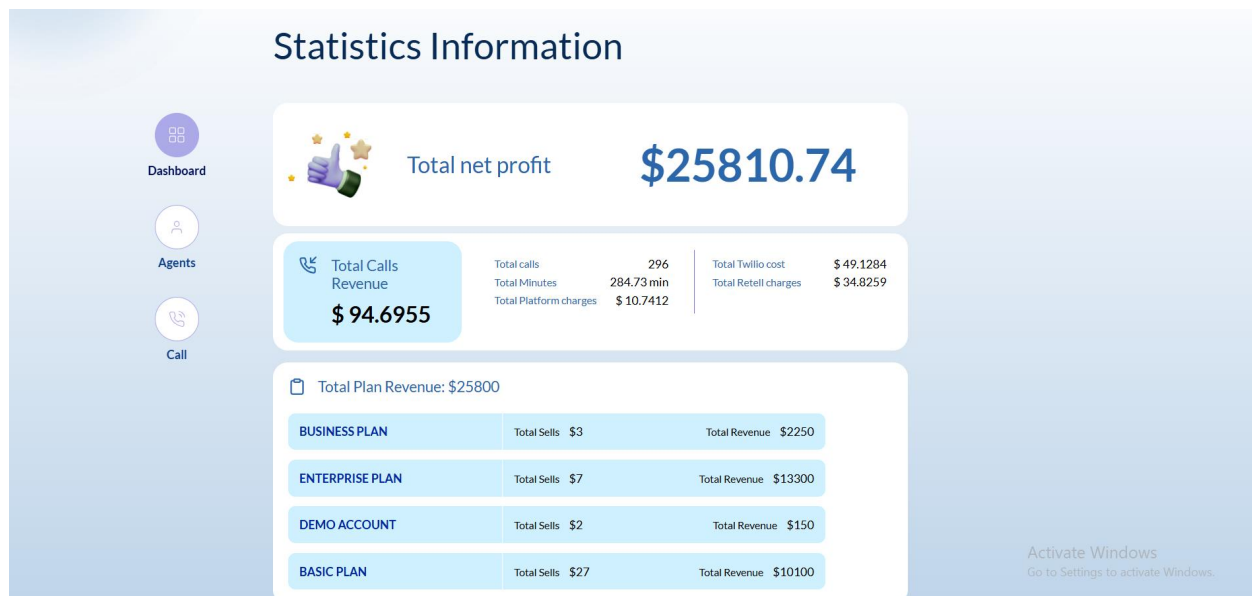 Statistics Information
Dashboard
Agents
Call
Total net profit $25810.74
Total Calls
Revenue
$ 94.6955
Total calls 296
Total Minutes 284.73 min
Total Platform charges $ 10.7412
Total Twilio cost $ 49.1284
Total Retell charges $ 34.8259
Total Plan Revenue: $25800
BUSINESS PLAN Total Sells $3 Total Revenue $2250
ENTERPRISE PLAN Total Sells $7 Total Revenue $13300
DEMO ACCOUNT Total Sells $2 Total Revenue $150
BASIC PLAN Total Sells $27 Total Revenue $10100
Activate Windows
Go to Settings to activate Windows.